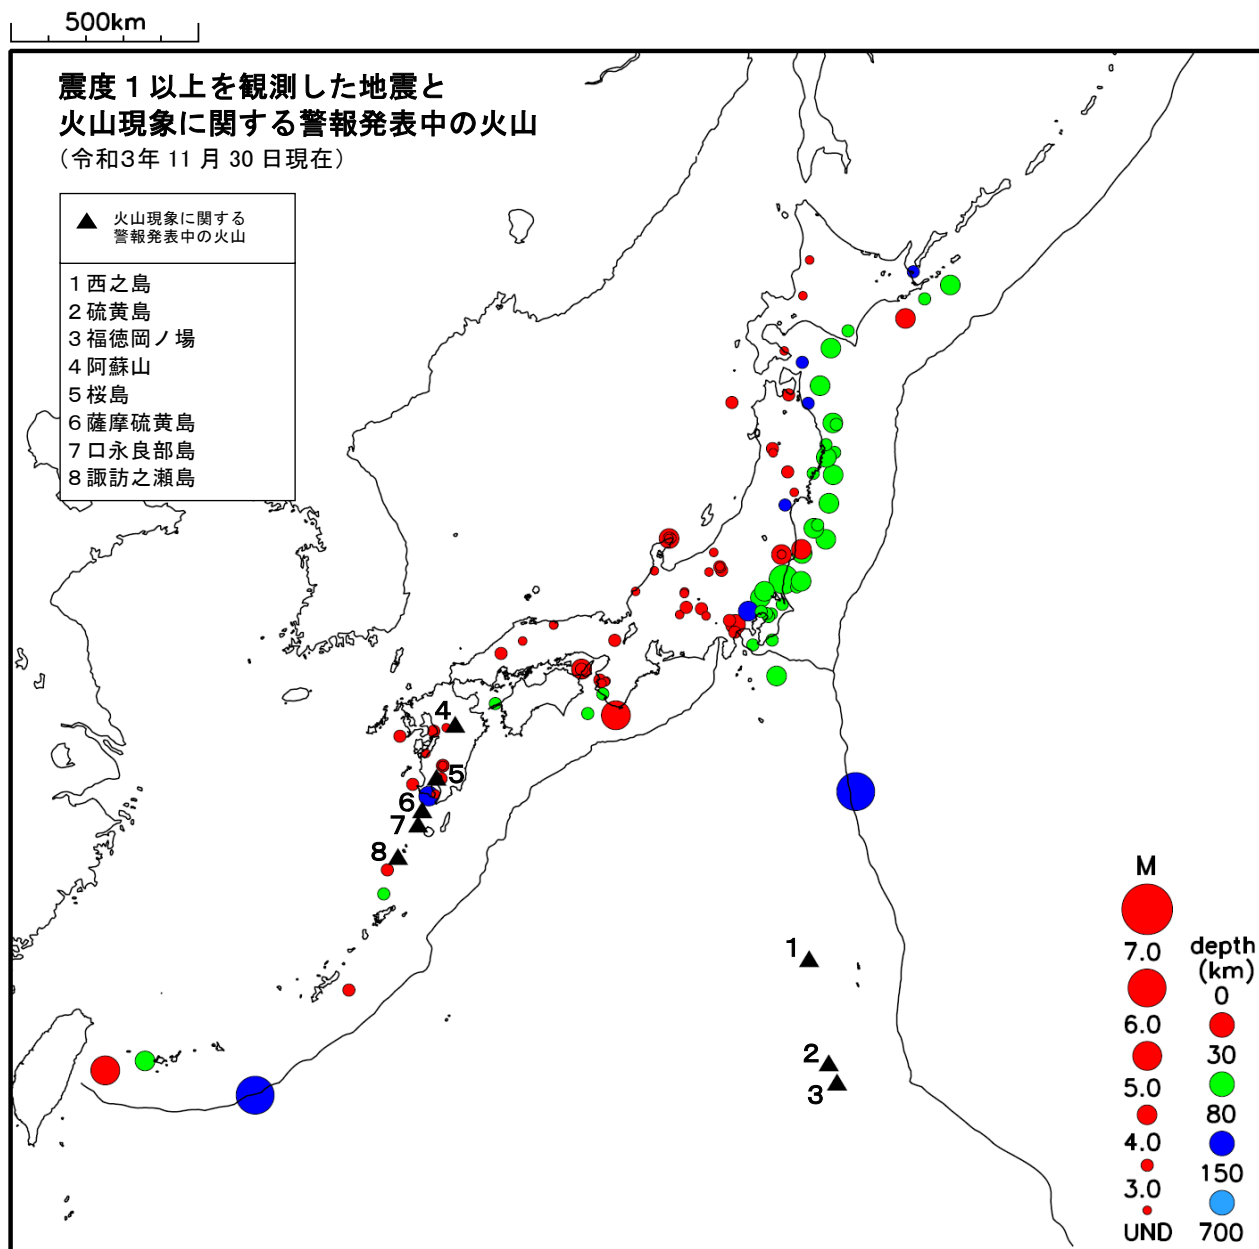 500km
震度１以上を観測した地震と
火山現象に関する警報発表中の火山
（令和3年 11 月 30 日現在）
火山現象に関する
警報発表中の火山
1 西之島
2 硫黄島
3 福徳岡ノ場
4 阿蘇山
5 桜島
6 薩摩硫黄島
7 口永良部島
8 諏訪之瀬島
4
5
6
7
8
1
2
3
M
7.0
6.0
5.0
4.0
3.0
UND
depth
(km)
0
30
80
150
700